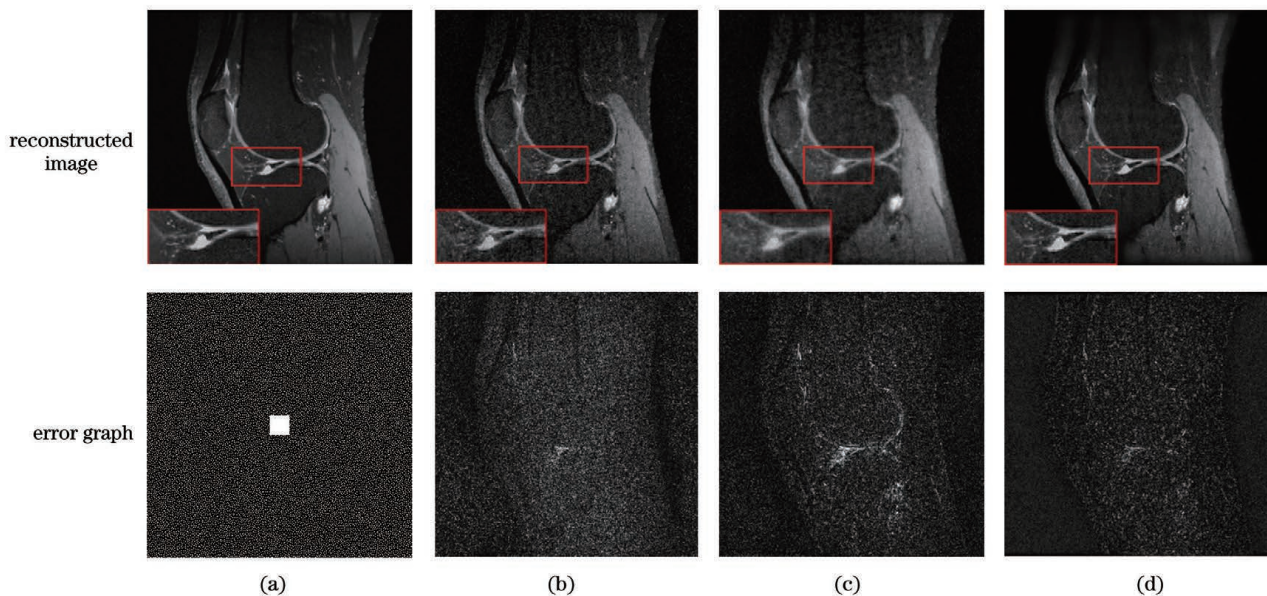 reconstructed
image
error graph
(a)
(b)
(c)
(d)